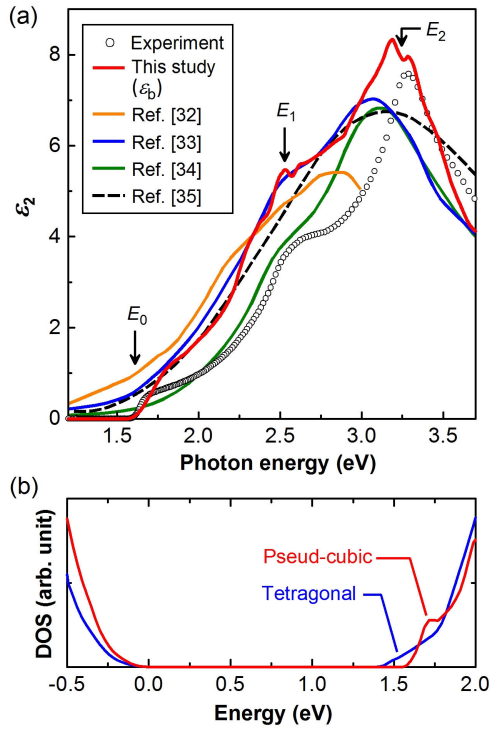 (a)
9
8
6
4
2
0
ε2
Experiment
This study
(εb)
Ref. [32]
Ref. [33]
Ref. [34]
Ref. [35]
E0
E1
E2
1.5 2.0 2.5 3.0 3.5
Photon energy (eV)
(b)
DOS (arb. unit)
Pseud-cubic
Tetragonal
-0.5 0.0 0.5 1.0 1.5 2.0
Energy (eV)